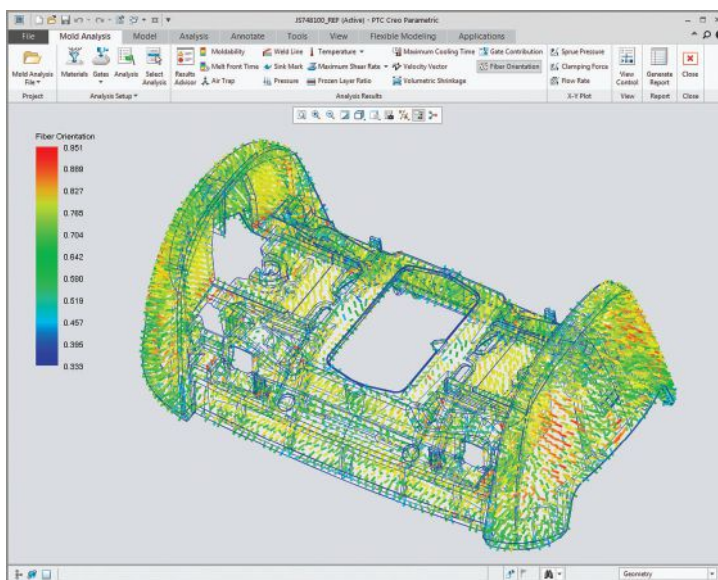 JS748100_REF (Active) - PTC Creo Parametric
File Mold Analysis Model Analysis Annotate Tools View Flexible Modeling Applications
Moldability Weld Line Temperature Maximum Cooling Time Gate Contribution Sprue Pressure
Melt Front Time Sink Mark Maximum Shear Rate Velocity Vector Fiber Orientation Clamping Force
Air Trap Pressure Frozen Layer Ratio Volumetric Shrinkage Flow Rate
Mold Analysis Materials Gates Analysis Select Results View Generate Close
File Analysis Advisor Control Report
Project Analysis Setup Analysis Results X-Y Plot View Report Close
Fiber Orientation
0.951
0.889
0.827
0.765
0.704
0.642
0.580
0.519
0.457
0.395
0.333
Geometry